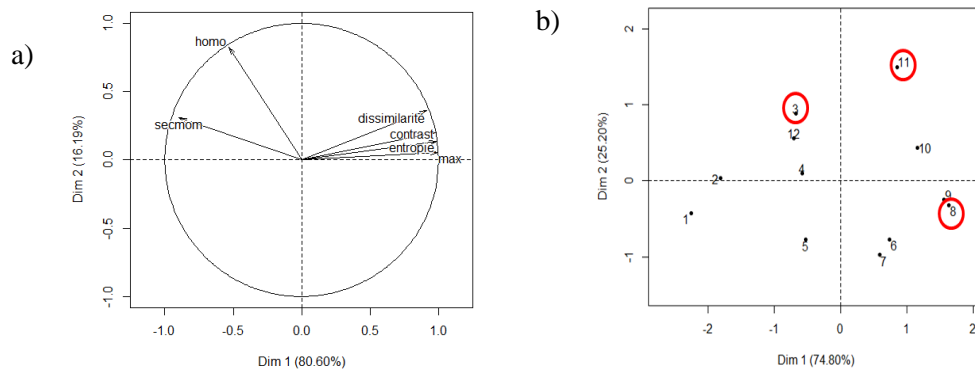 a)
1.0
0.5
0.0
-0.5
-1.0
Dim 2 (16.19%)
homo
secmom
dissimilarité
contrast
entropie
max
-1.0 -0.5 0.0 0.5 1.0
Dim 1 (80.60%)
b)
2
1
0
-1
Dim 2 (25.20%)
11
3
12
10
4
2
9
8
1
5
6
7
-2 -1 0 1 2
Dim 1 (74.80%)